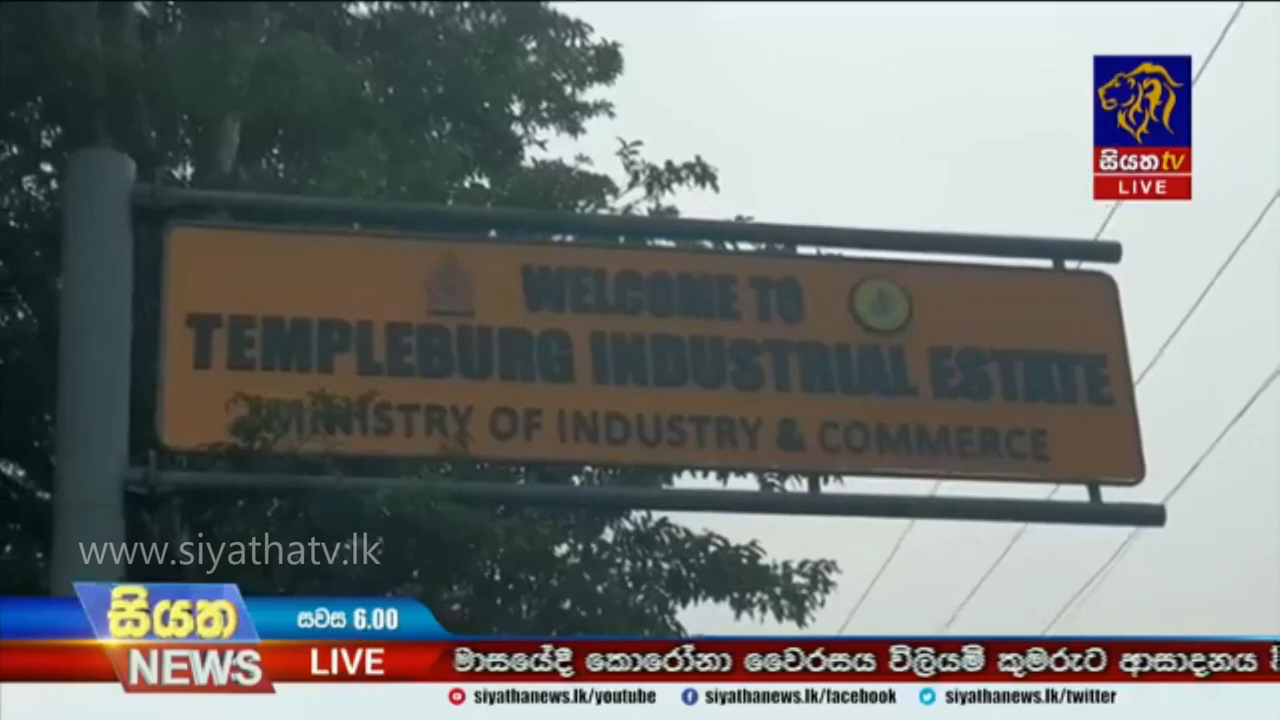 සියත tv
LIVE
WELCOME TO
TEMPLEBURG INDUSTRIAL ESTATE
MINISTRY OF INDUSTRY & COMMERCE
www.siyathatv.lk
සියත
NEWS
සවස 6.00
LIVE
මාසයේදී කොරෝනා වෛරසය විලියම් කුමරුට ආසාදනය
siyathanews.lk/youtube siyathanews.lk/facebook siyathanews.lk/twitter